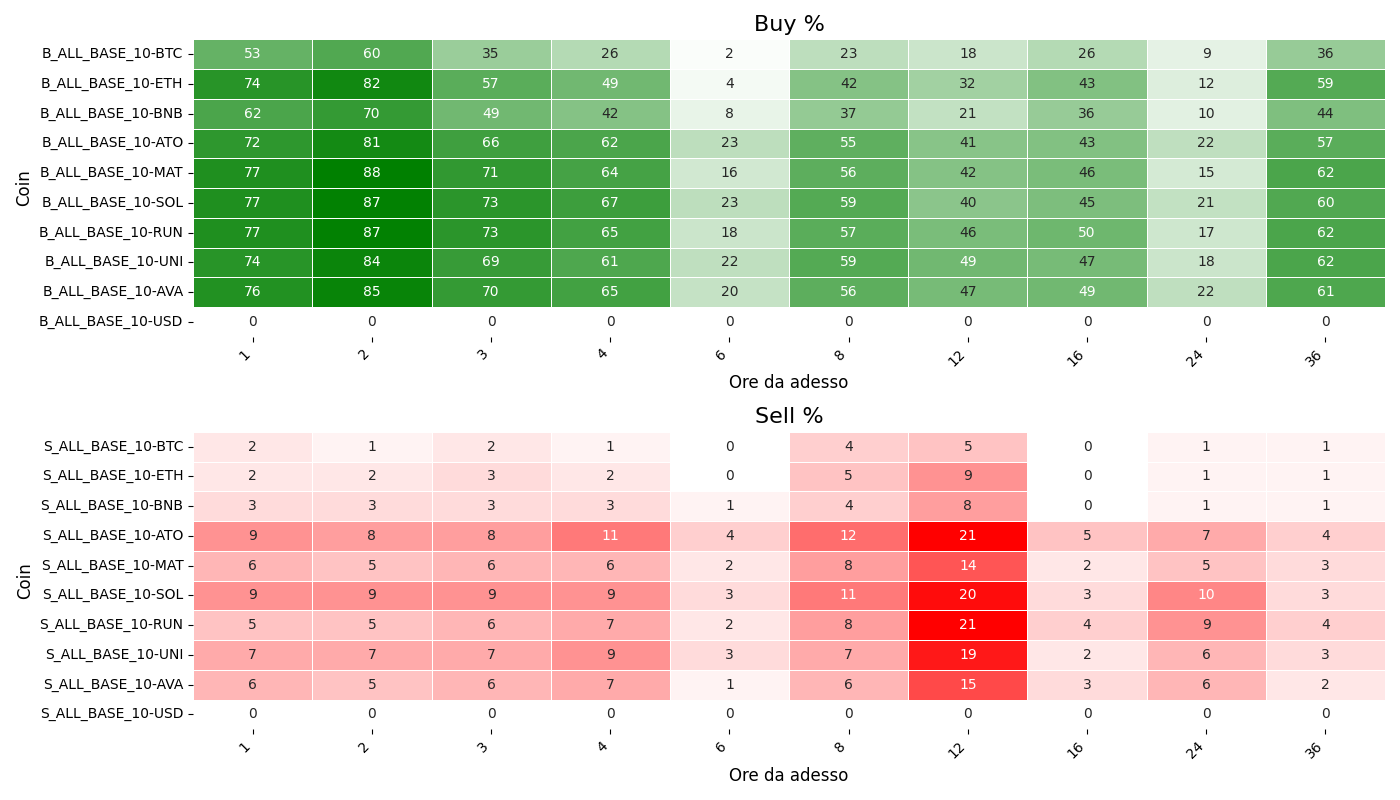 Buy %
Coin
B_ALL_BASE_10-BTC 53 60 35 26 2 23 18 26 9 36
B_ALL_BASE_10-ETH 74 82 57 49 4 42 32 43 12 59
B_ALL_BASE_10-BNB 62 70 49 42 8 37 21 36 10 44
B_ALL_BASE_10-ATO 72 81 66 62 23 55 41 43 22 57
B_ALL_BASE_10-MAT 77 88 71 64 16 56 42 46 15 62
B_ALL_BASE_10-SOL 77 87 73 67 23 59 40 45 21 60
B_ALL_BASE_10-RUN 77 87 73 65 18 57 46 50 17 62
B_ALL_BASE_10-UNI 74 84 69 61 22 59 49 47 18 62
B_ALL_BASE_10-AVA 76 85 70 65 20 56 47 49 22 61
B_ALL_BASE_10-USD 0 0 0 0 0 0 0 0 0 0
1 2 3 4 6 8 12 16 24 36
Ore da adesso
Sell %
Coin
S_ALL_BASE_10-BTC 2 1 2 1 0 4 5 0 1 1
S_ALL_BASE_10-ETH 2 2 3 2 0 5 9 0 1 1
S_ALL_BASE_10-BNB 3 3 3 3 1 4 8 0 1 1
S_ALL_BASE_10-ATO 9 8 8 11 4 12 21 5 7 4
S_ALL_BASE_10-MAT 6 5 6 6 2 8 14 2 5 3
S_ALL_BASE_10-SOL 9 9 9 9 3 11 20 3 10 3
S_ALL_BASE_10-RUN 5 5 6 7 2 8 21 4 9 4
S_ALL_BASE_10-UNI 7 7 7 9 3 7 19 2 6 3
S_ALL_BASE_10-AVA 6 5 6 7 1 6 15 3 6 2
S_ALL_BASE_10-USD 0 0 0 0 0 0 0 0 0 0
1 2 3 4 6 8 12 16 24 36
Ore da adesso